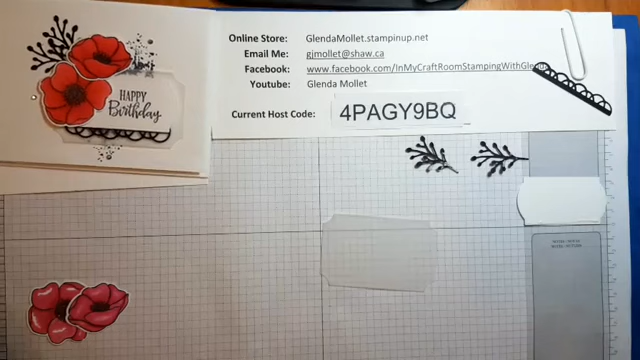 HAPPY
Birthday
Online Store: GlendaMollet.stampinup.net
Email Me: gjmollet@shaw.ca
Facebook: www.facebook.com/InMyCraftRoomStampingWithGlenda
Youtube: Glenda Mollet
Current Host Code: 4PAGY9BQ